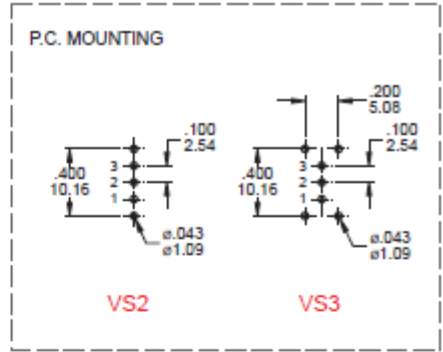 P.C. MOUNTING
.200
5.08
.100
2.54
.100
2.54
3
2
1
.400
10.16
3
2
1
.400
10.16
ø.043
ø1.09
ø.043
ø1.09
VS2
VS3